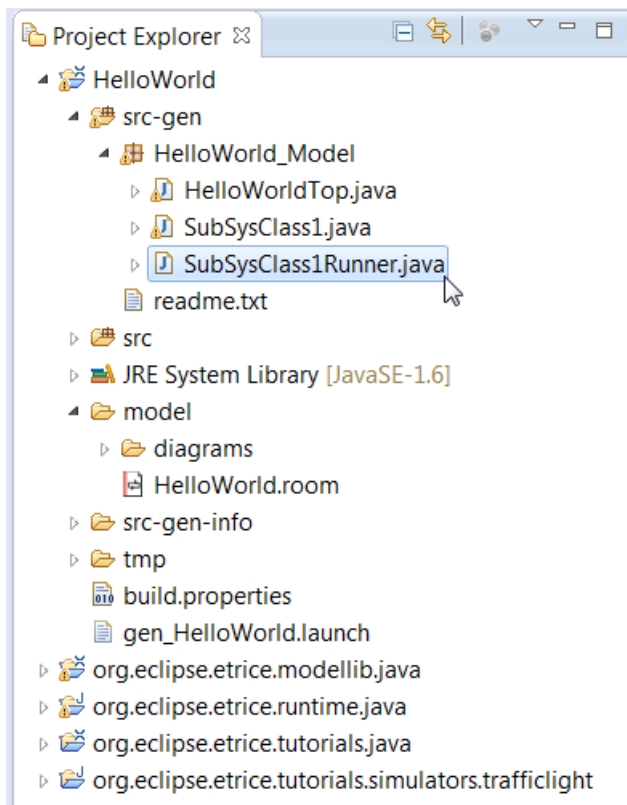 Project Explorer
HelloWorld
src-gen
HelloWorld_Model
HelloWorldTop.java
SubSysClass1.java
SubSysClass1Runner.java
readme.txt
src
JRE System Library [JavaSE-1.6]
model
diagrams
HelloWorld.room
src-gen-info
tmp
build.properties
gen_HelloWorld.launch
org.eclipse.etrice.modellib.java
org.eclipse.etrice.runtime.java
org.eclipse.etrice.tutorials.java
org.eclipse.etrice.tutorials.simulators.trafficlight